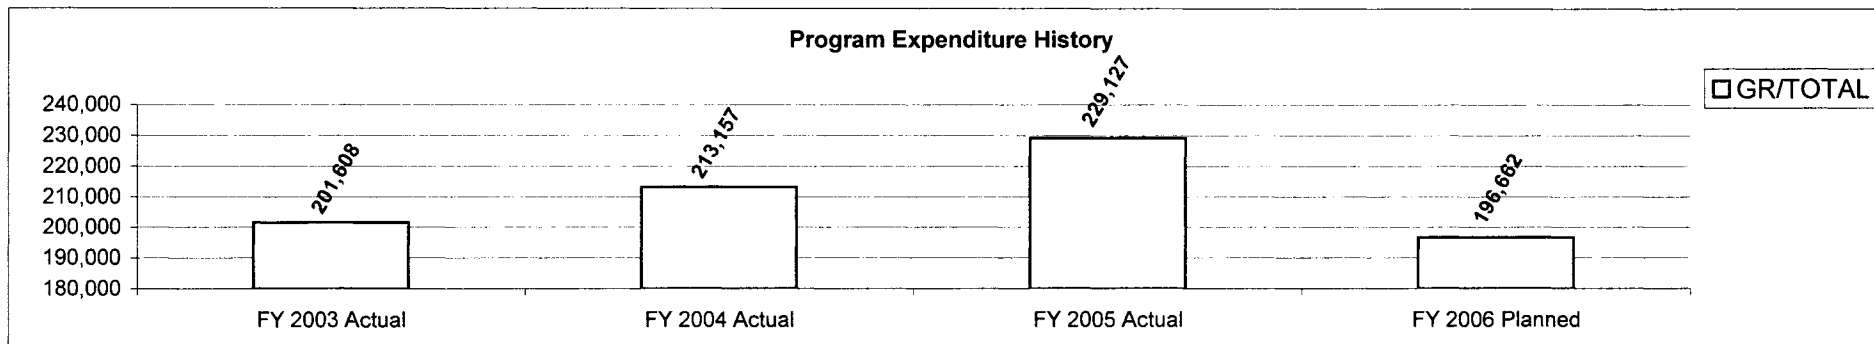 Program Expenditure History
GR/TOTAL
240,000
230,000
220,000
210,000
200,000
190,000
180,000
201,608
213,157
229,127
196,662
FY 2003 Actual
FY 2004 Actual
FY 2005 Actual
FY 2006 Planned